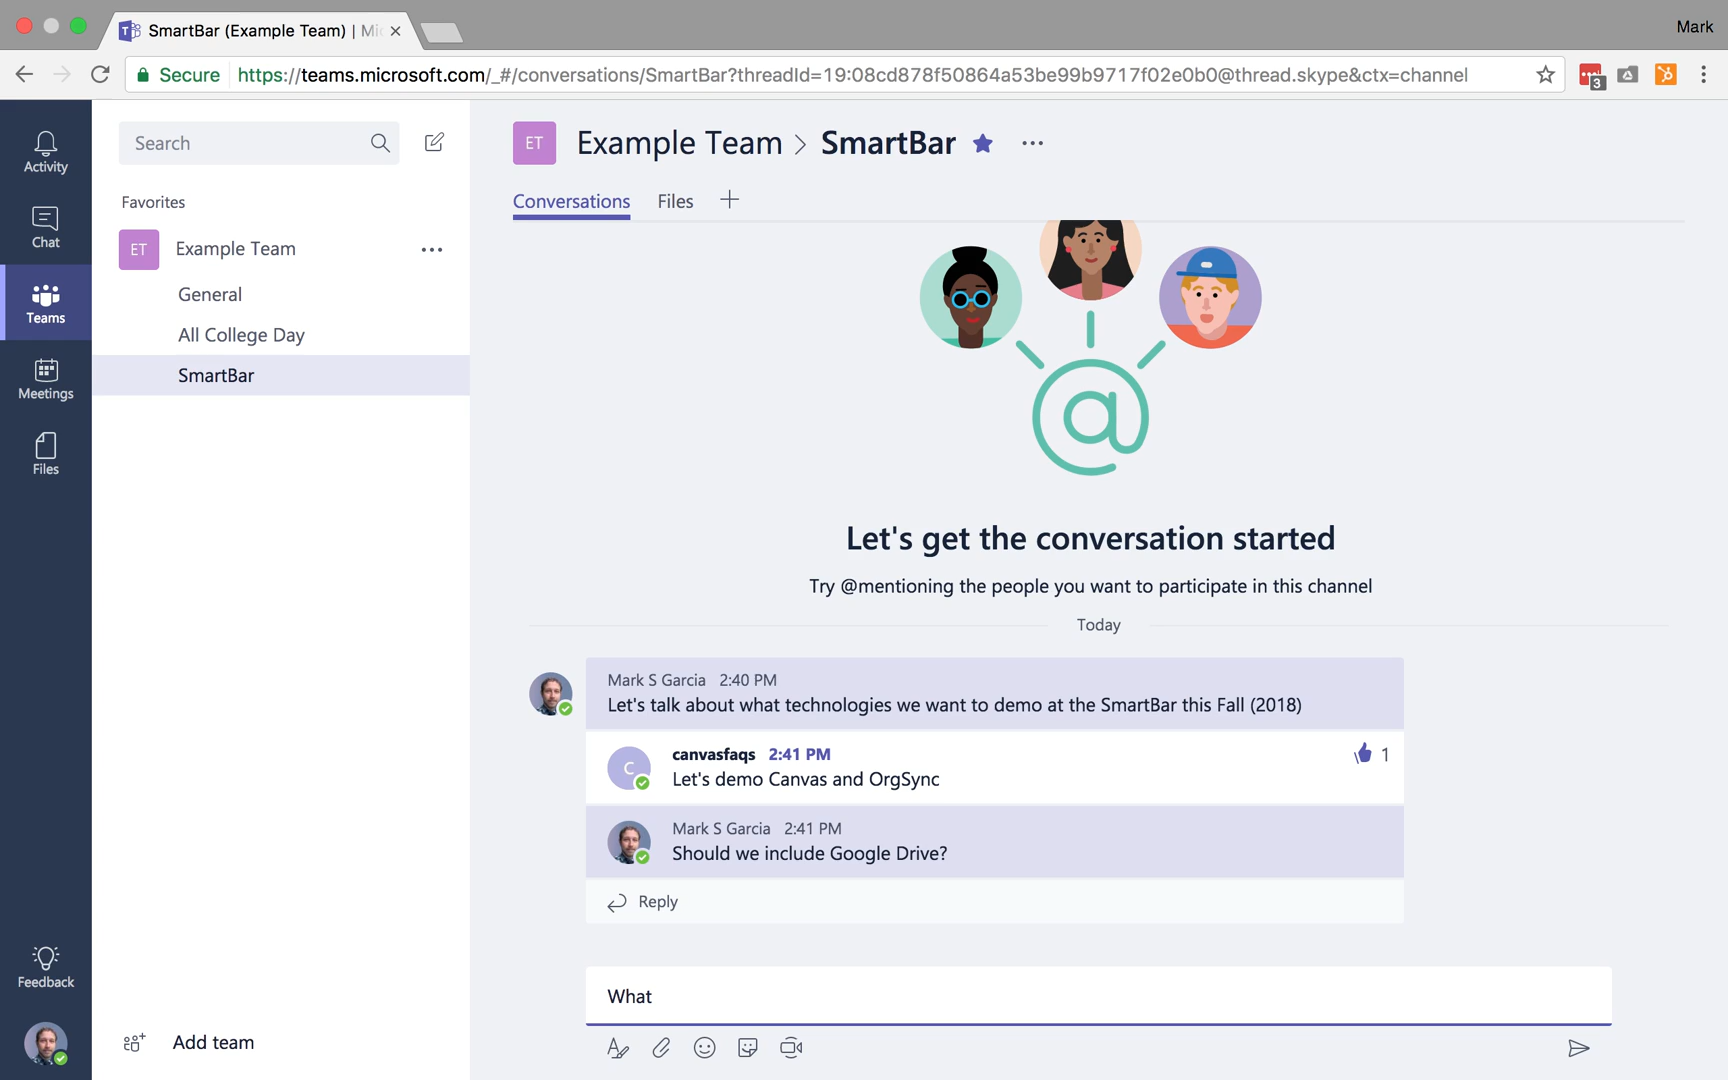 SmartBar (Example Team) | Mi
Mark
Secure
https://teams.microsoft.com/_#/conversations/SmartBar?threadId=19:08cd878f50864a53be99b9717f02e0b0@thread.skype&ctx=channel
3
Activity
Chat
Teams
Meetings
Files
Feedback
Search
Favorites
ET Example Team
General
All College Day
SmartBar
Add team
ET Example Team > SmartBar
Conversations Files
@
Let's get the conversation started
Try @mentioning the people you want to participate in this channel
Today
Mark S Garcia 2:40 PM
Let's talk about what technologies we want to demo at the SmartBar this Fall (2018)
C
canvasfaqs 2:41 PM
1
Let's demo Canvas and OrgSync
Mark S Garcia 2:41 PM
Should we include Google Drive?
Reply
What